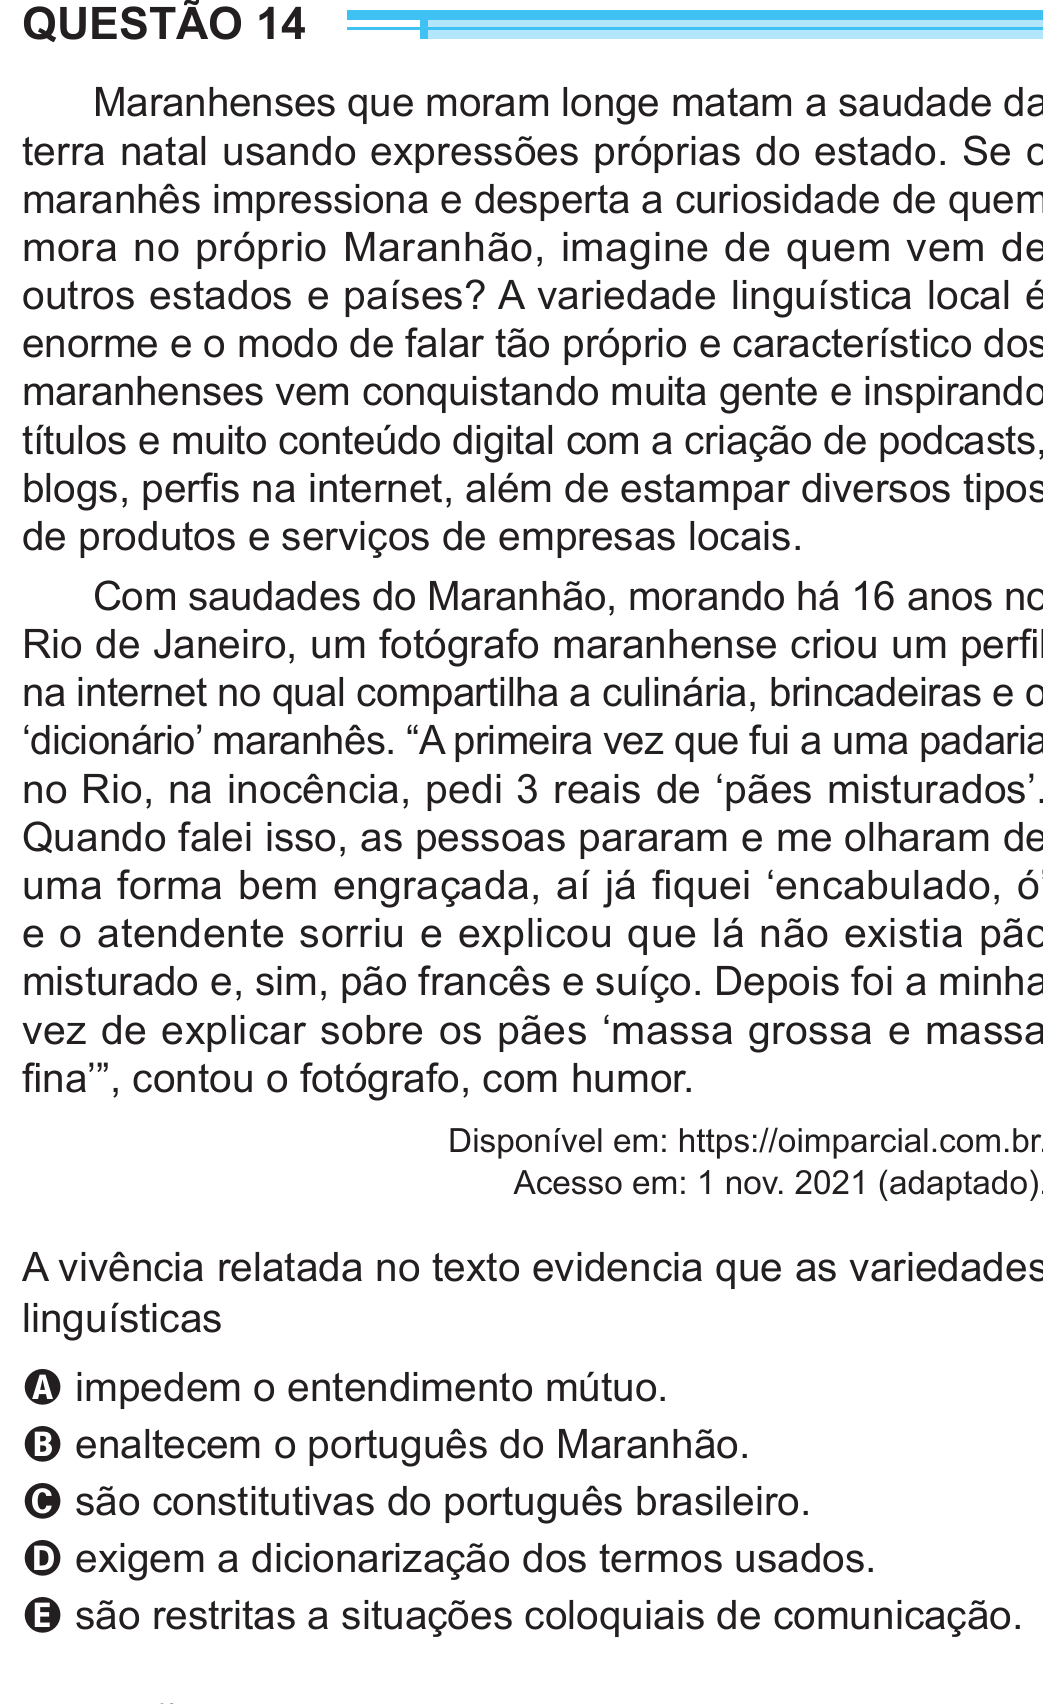 QUESTÃO 14
Maranhenses que moram longe matam a saudade da
terra natal usando expressões próprias do estado. Se o
maranhês impressiona e desperta a curiosidade de quem
mora no próprio Maranhão, imagine de quem vem de
outros estados e países? A variedade linguística local é
enorme e o modo de falar tão próprio e característico dos
maranhenses vem conquistando muita gente e inspirando
títulos e muito conteúdo digital com a criação de podcasts,
blogs, perfis na internet, além de estampar diversos tipos
de produtos e serviços de empresas locais.
Com saudades do Maranhão, morando há 16 anos no
Rio de Janeiro, um fotógrafo maranhense criou um perfil
na internet no qual compartilha a culinária, brincadeiras e o
‘dicionário’ maranhês. “A primeira vez que fui a uma padaria
no Rio, na inocência, pedi 3 reais de ‘pães misturados’.
Quando falei isso, as pessoas pararam e me olharam de
uma forma bem engraçada, aí já fiquei ‘encabulado, ó’
e o atendente sorriu e explicou que lá não existia pão
misturado e, sim, pão francês e suíço. Depois foi a minha
vez de explicar sobre os pães ‘massa grossa e massa
fina’”, contou o fotógrafo, com humor.
Disponível em: https://oimparcial.com.br.
Acesso em: 1 nov. 2021 (adaptado).
A vivência relatada no texto evidencia que as variedades
linguísticas
A impedem o entendimento mútuo.
B enaltecem o português do Maranhão.
C são constitutivas do português brasileiro.
D exigem a dicionarização dos termos usados.
E são restritas a situações coloquiais de comunicação.